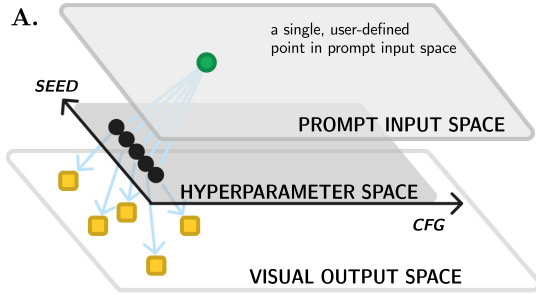 A.
a single, user-defined
point in prompt input space
SEED
PROMPT INPUT SPACE
HYPERPARAMETER SPACE
CFG
VISUAL OUTPUT SPACE